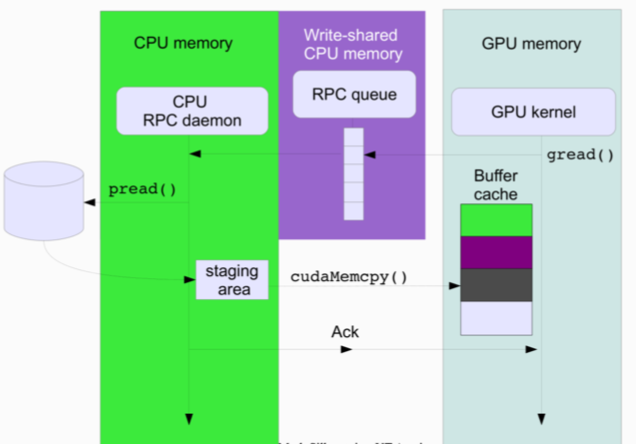 CPU memory
Write-shared
CPU memory
GPU memory
CPU
RPC daemon
RPC queue
GPU kernel
gread()
pread()
Buffer
cache
staging
area
cudaMemcpy()
Ack